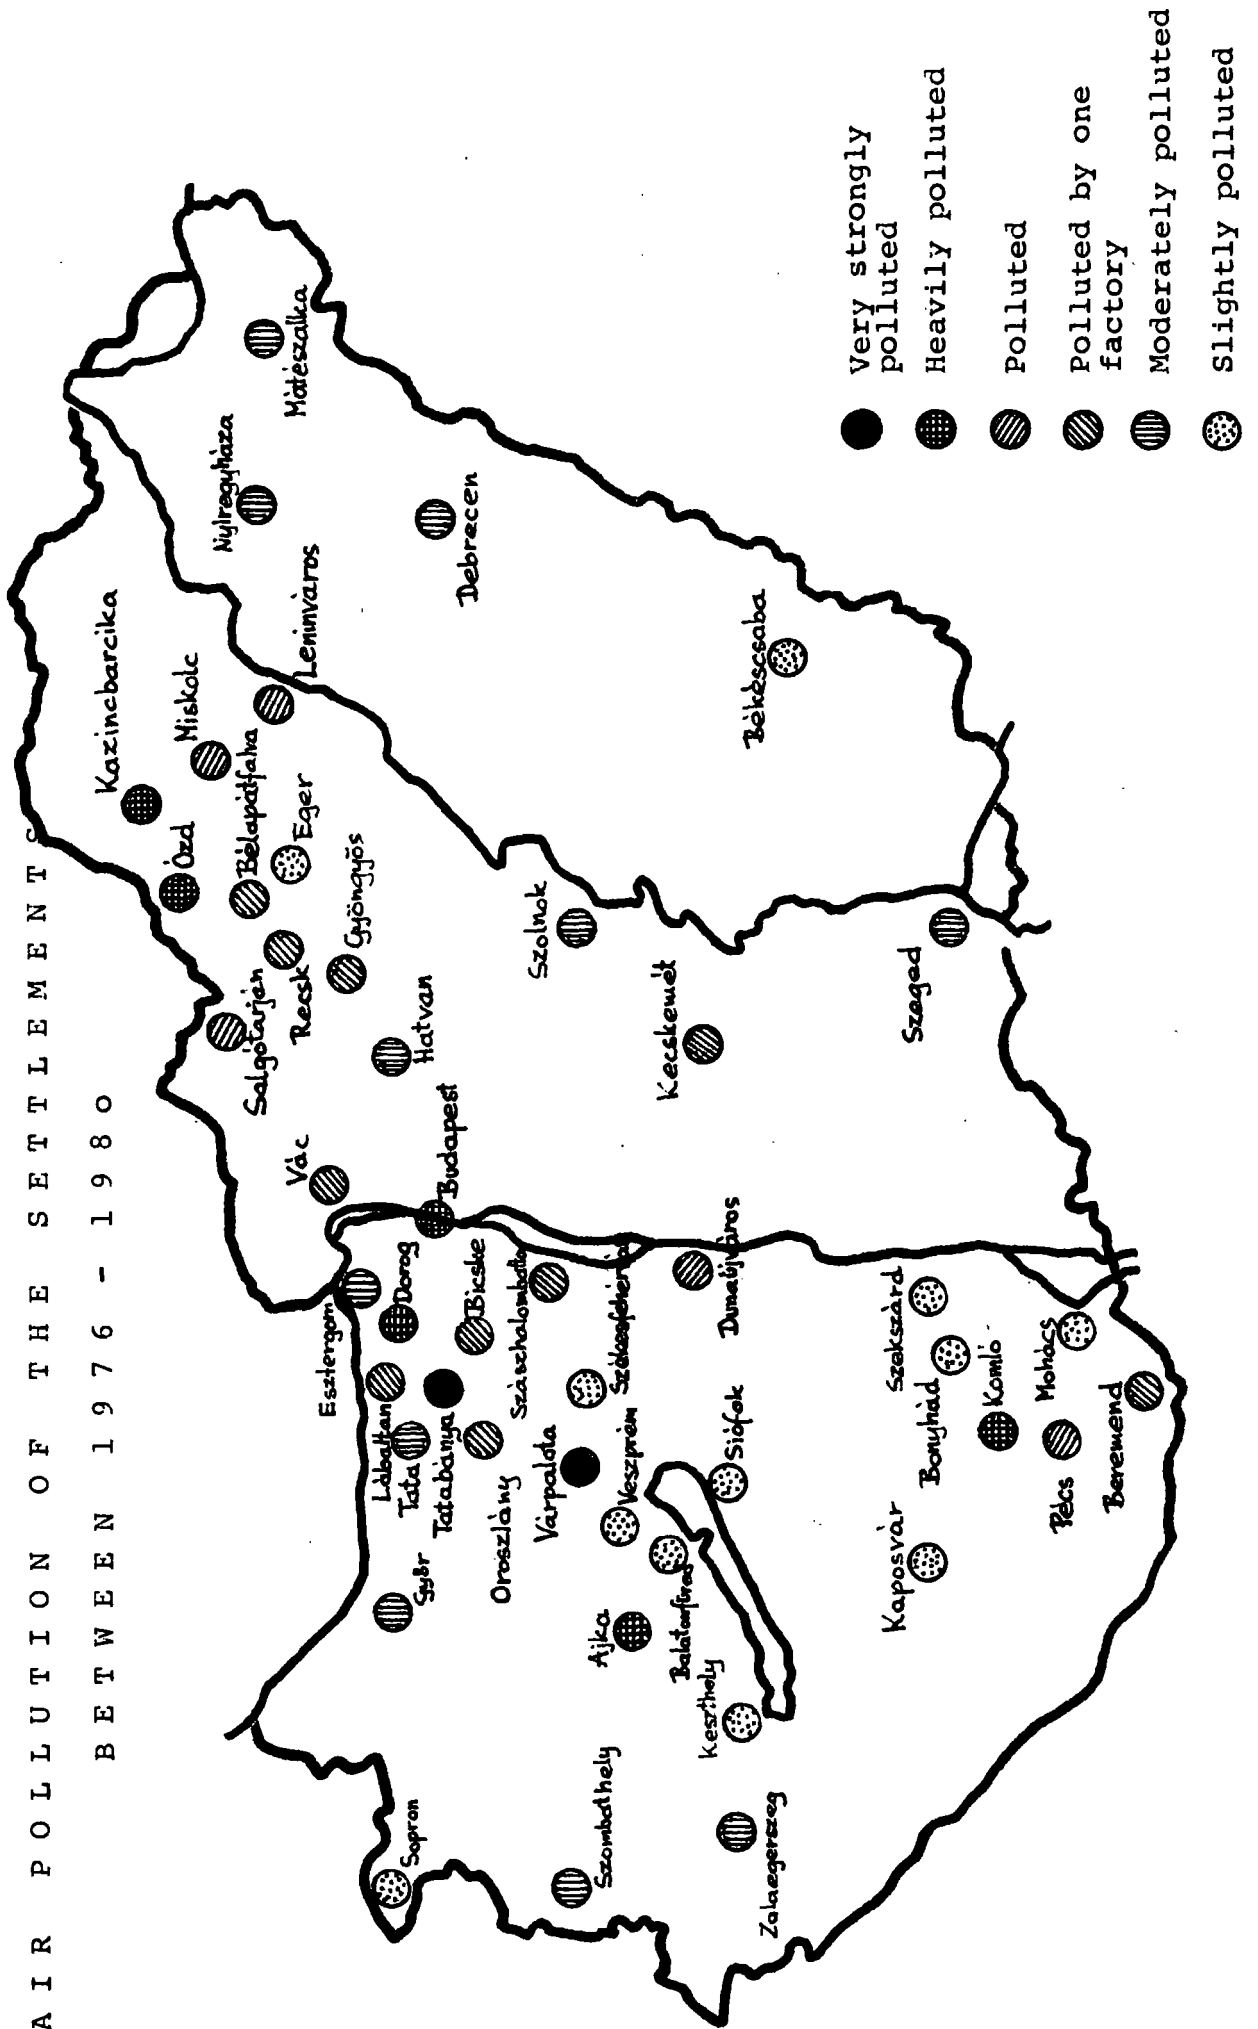 AIR POLLUTION OF THE SETTLEMENTS
BETWEEN 1976 - 198o
Kazincbarcika
Miskolc
Ózd
Bélapátfalva
Eger
Leninváros
Nyíregyháza
Mátészalka
Debrecen
Salgótarján
Recsk
Gyöngyös
Hatvan
Vác
Budapest
Szolnok
Kecskemét
Szeged
Békéscsaba
Esztergom
Dorog
Bicske
Százhalombatta
Székesfehérvár
Dunaújváros
Lábatlan
Tata
Tatabánya
Oroszlány
Várpalota
Veszprém
Siófok
Győr
Ajka
Balatonfüred
Keszthely
Sopron
Szombathely
Zalaegerszeg
Kaposvár
Szekszárd
Bonyhád
Komló
Mohács
Pécs
Beremend
Very strongly
polluted
Heavily polluted
Polluted
Polluted by one
factory
Moderately polluted
Slightly polluted